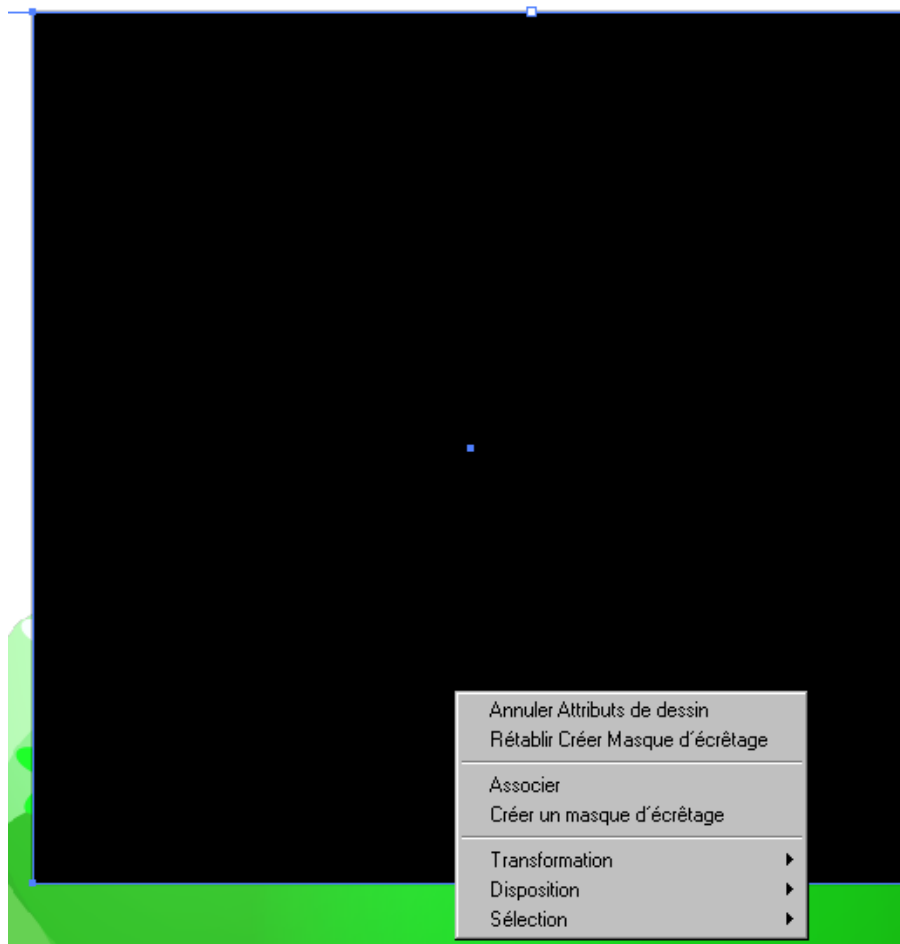 Annuler Attributs de dessin
Rétablir Créer Masque d´écrêtage
Associer
Créer un masque d´écrêtage
Transformation
Disposition
Sélection